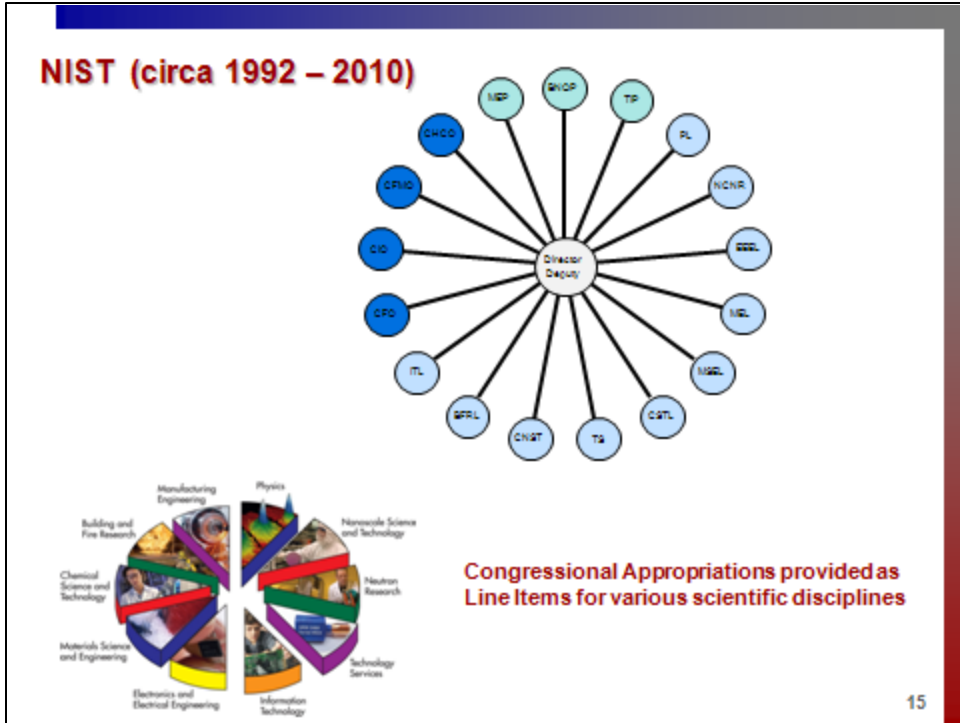 NIST (circa 1992 – 2010)
BNQP
MEP
TIP
CHCO
PL
CFMO
NCNR
CIO
EEEL
Director
Deputy
CFO
MEL
ITL
MSEL
BFRL
CSTL
CNST
TS
Manufacturing
Engineering
Physics
Building and
Fire Research
Nanoscale Science
and Technology
Chemical
Science and
Technology
Neutron
Research
Materials Science
and Engineering
Technology
Services
Electronics and
Electrical Engineering
Information
Technology
Congressional Appropriations provided as
Line Items for various scientific disciplines
15